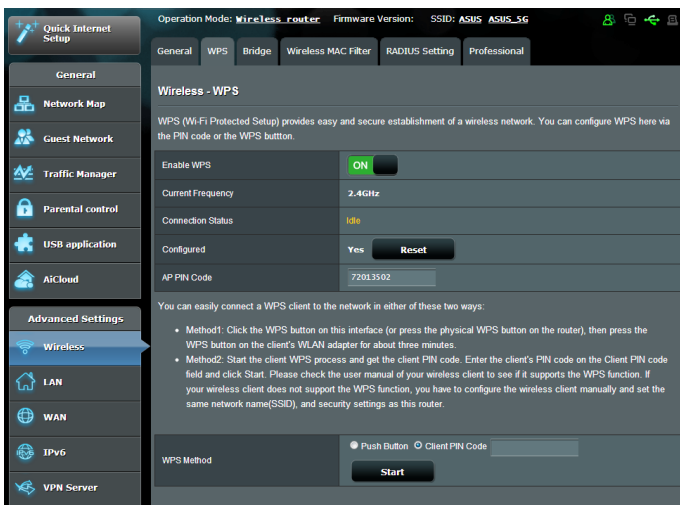 Quick Internet
Setup
General
Network Map
Guest Network
Traffic Manager
Parental control
USB application
AiCloud
Advanced Settings
Wireless
LAN
WAN
IPv6
VPN Server
Operation Mode: Wireless router Firmware Version: SSID: ASUS ASUS_5G
General WPS Bridge Wireless MAC Filter RADIUS Setting Professional
Wireless - WPS
WPS (Wi-Fi Protected Setup) provides easy and secure establishment of a wireless network. You can configure WPS here via
the PIN code or the WPS buttton.
Enable WPS ON
Current Frequency 2.4GHz
Connection Status Idle
Configured Yes Reset
AP PIN Code 72013502
You can easily connect a WPS client to the network in either of these two ways:
• Method1: Click the WPS button on this interface (or press the physical WPS button on the router), then press the
WPS button on the client's WLAN adapter for about three minutes.
• Method2: Start the client WPS process and get the client PIN code. Enter the client's PIN code on the Client PIN code
field and click Start. Please check the user manual of your wireless client to see if it supports the WPS function. If
your wireless client does not support the WPS function, you have to configure the wireless client manually and set the
same network name(SSID), and security settings as this router.
WPS Method Push Button Client PIN Code
Start